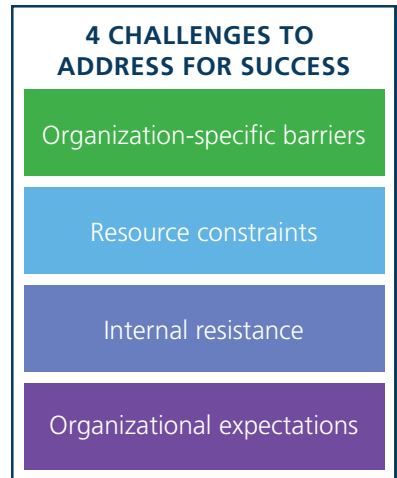 4 CHALLENGES TO
ADDRESS FOR SUCCESS
Organization-specific barriers
Resource constraints
Internal resistance
Organizational expectations